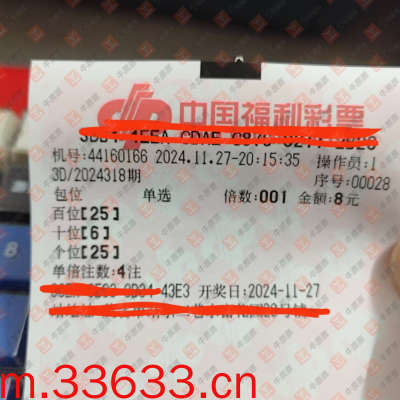 中国福利彩票
机号:44160166 2024.11.27-20:15:35 操作员:1
3D/2024318期 序号:00028
包位 单选 倍数:001 金额:8元
百位[25]
十位[6]
个位[25]
单倍注数:4注
43E3 开奖日:2024-11-27
m.33633.cn